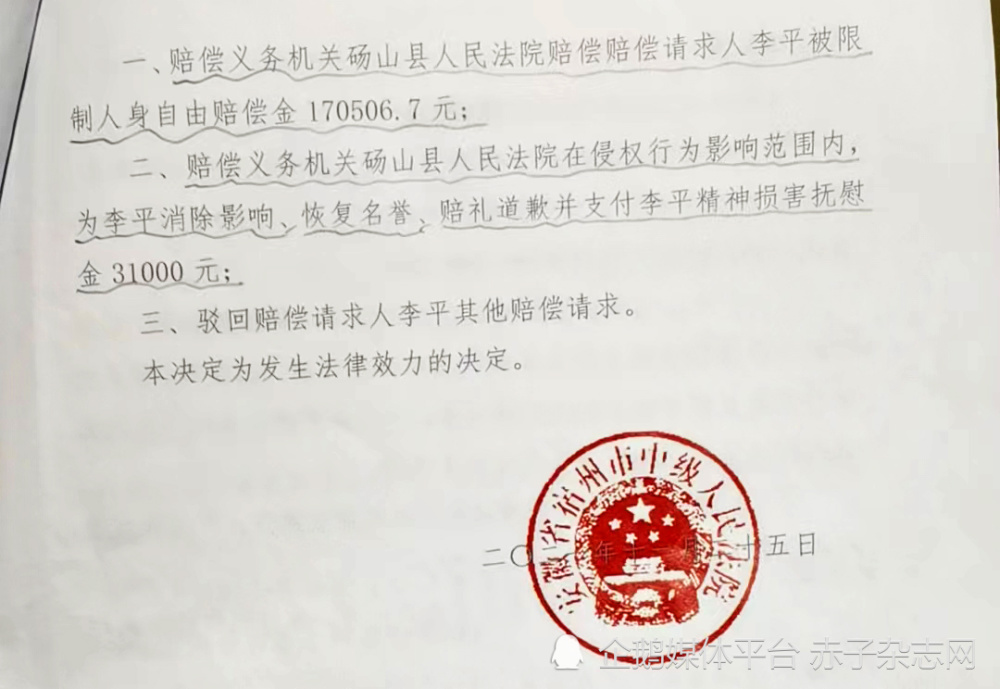 一、赔偿义务机关砀山县人民法院赔偿赔偿请求人李平被限
制人身自由赔偿金 170506.7 元；
二、赔偿义务机关砀山县人民法院在侵权行为影响范围内，
为李平消除影响、恢复名誉、赔礼道歉并支付李平精神损害抚慰
金 31000 元；
三、驳回赔偿请求人李平其他赔偿请求。
本决定为发生法律效力的决定。
安徽省宿州市中级人民法院
二〇一 年十 月 十五日
企鹅媒体平台 赤子杂志网